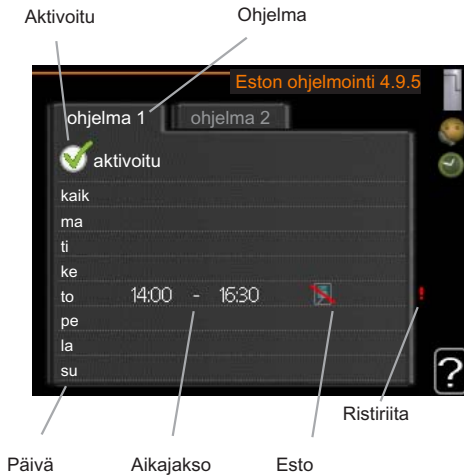 Aktivoitu Ohjelma
Eston ohjelmointi 4.9.5
ohjelma 1 ohjelma 2
aktivoitu
kaik
ma
ti
ke
to 14:00 - 16:30 !
pe
la
su
?
Ristiriita
Päivä Aikajakso Esto